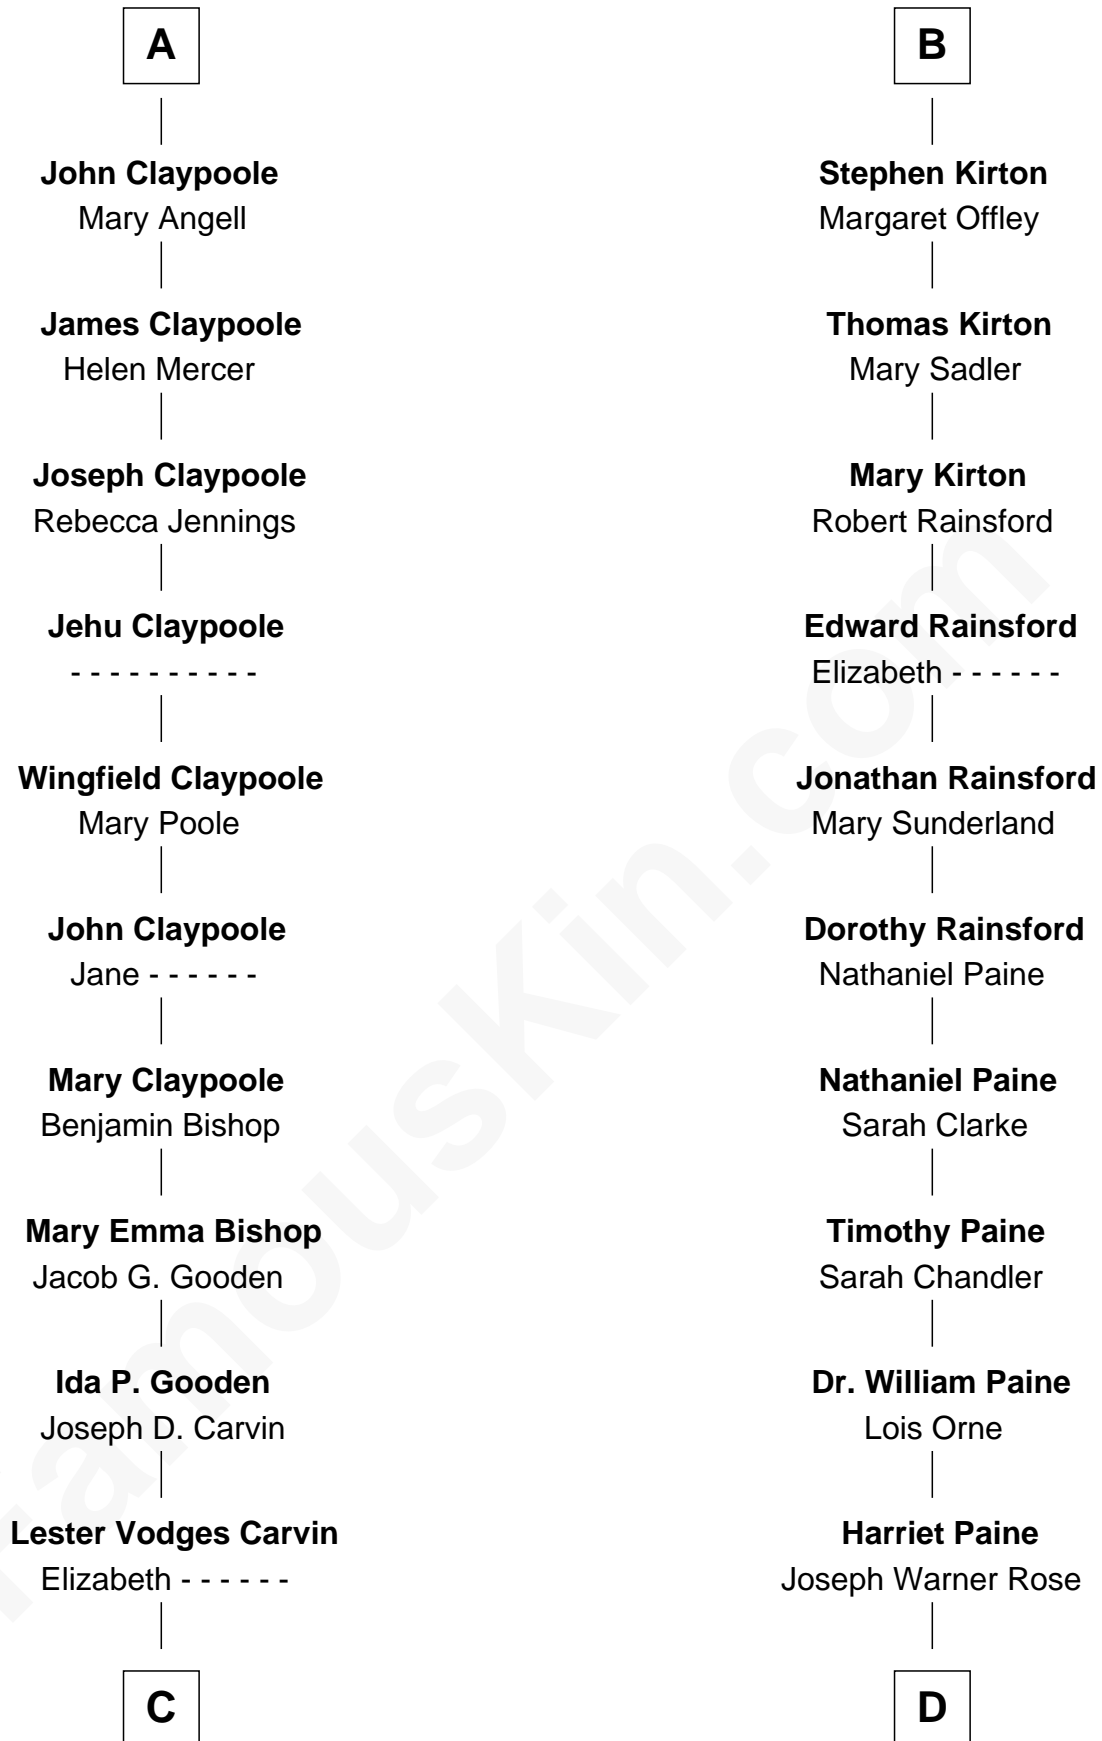 A
John Claypoole
Mary Angell
James Claypoole
Helen Mercer
Joseph Claypoole
Rebecca Jennings
Jehu Claypoole
- - - - - - - - - -
Wingfield Claypoole
Mary Poole
John Claypoole
Jane - - - - - -
Mary Claypoole
Benjamin Bishop
Mary Emma Bishop
Jacob G. Gooden
Ida P. Gooden
Joseph D. Carvin
Lester Vodges Carvin
Elizabeth - - - - - -
C
B
Stephen Kirton
Margaret Offley
Thomas Kirton
Mary Sadler
Mary Kirton
Robert Rainsford
Edward Rainsford
Elizabeth - - - - - -
Jonathan Rainsford
Mary Sunderland
Dorothy Rainsford
Nathaniel Paine
Nathaniel Paine
Sarah Clarke
Timothy Paine
Sarah Chandler
Dr. William Paine
Lois Orne
Harriet Paine
Joseph Warner Rose
D
FamousKin.com